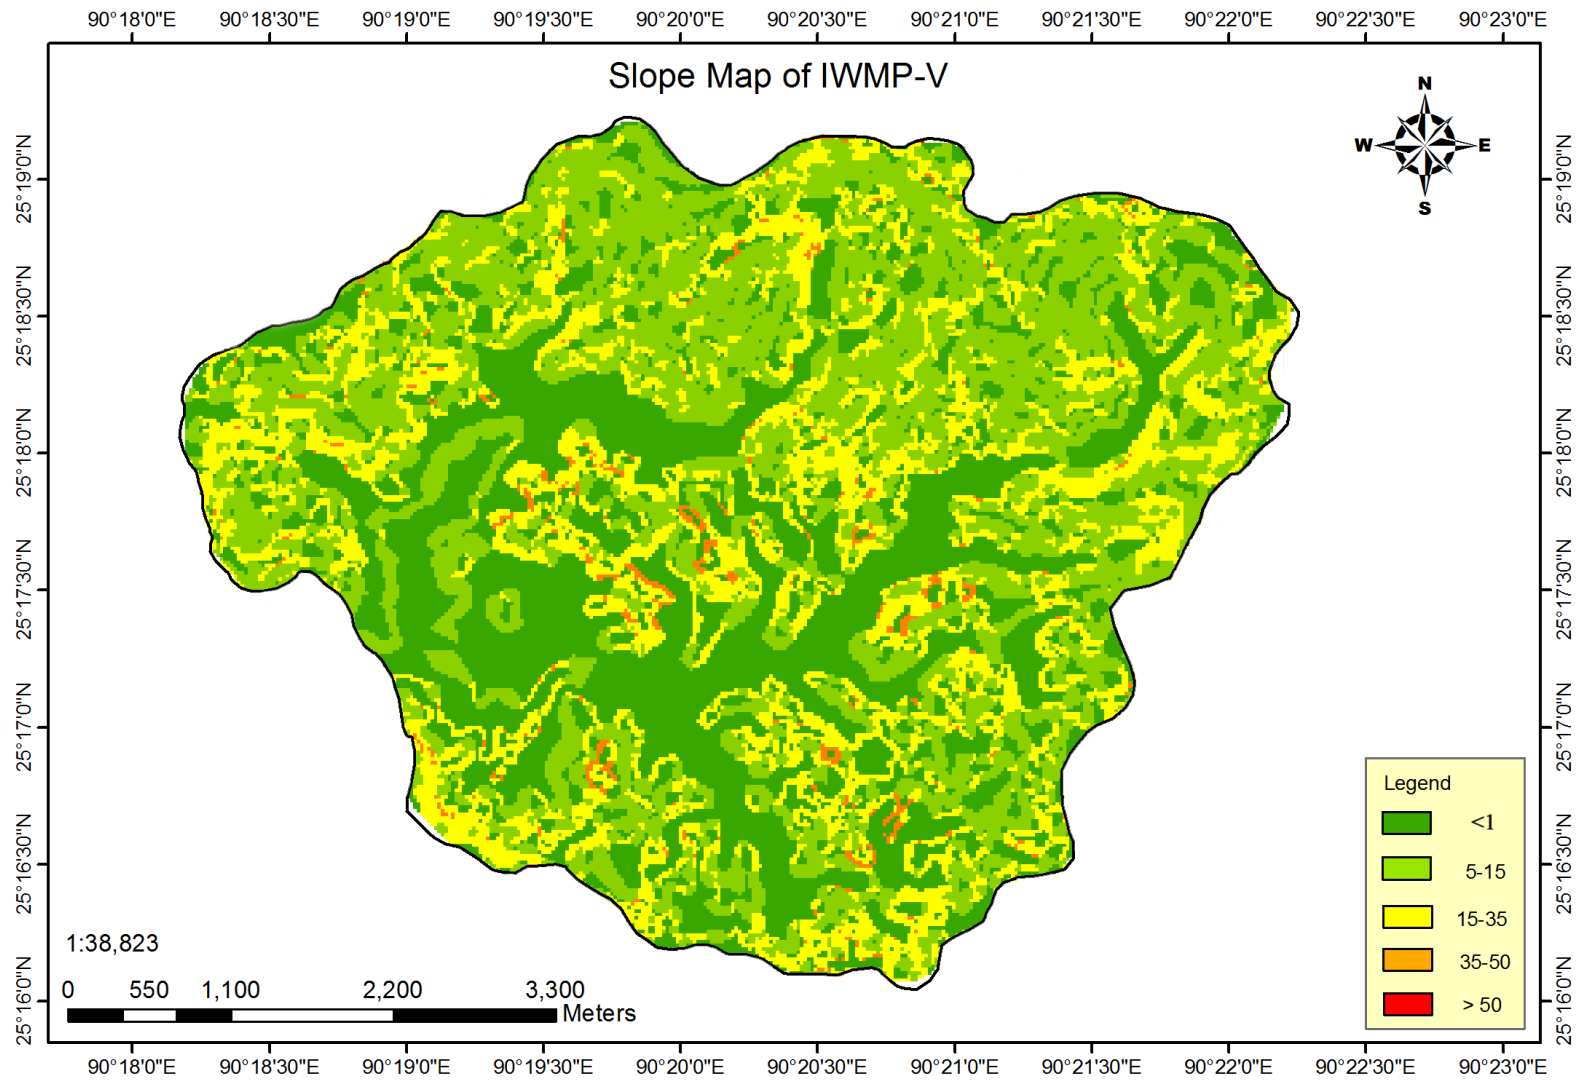 90°18'0"E 90°18'30"E 90°19'0"E 90°19'30"E 90°20'0"E 90°20'30"E 90°21'0"E 90°21'30"E 90°22'0"E 90°22'30"E 90°23'0"E
Slope Map of IWMP-V
N
W E
S
25°19'0"N 25°19'0"N
25°18'30"N 25°18'30"N
25°18'0"N 25°18'0"N
25°17'30"N 25°17'30"N
25°17'0"N 25°17'0"N
25°16'30"N 25°16'30"N
25°16'0"N 25°16'0"N
Legend
<1
5-15
15-35
35-50
> 50
1:38,823
0 550 1,100 2,200 3,300
Meters
90°18'0"E 90°18'30"E 90°19'0"E 90°19'30"E 90°20'0"E 90°20'30"E 90°21'0"E 90°21'30"E 90°22'0"E 90°22'30"E 90°23'0"E